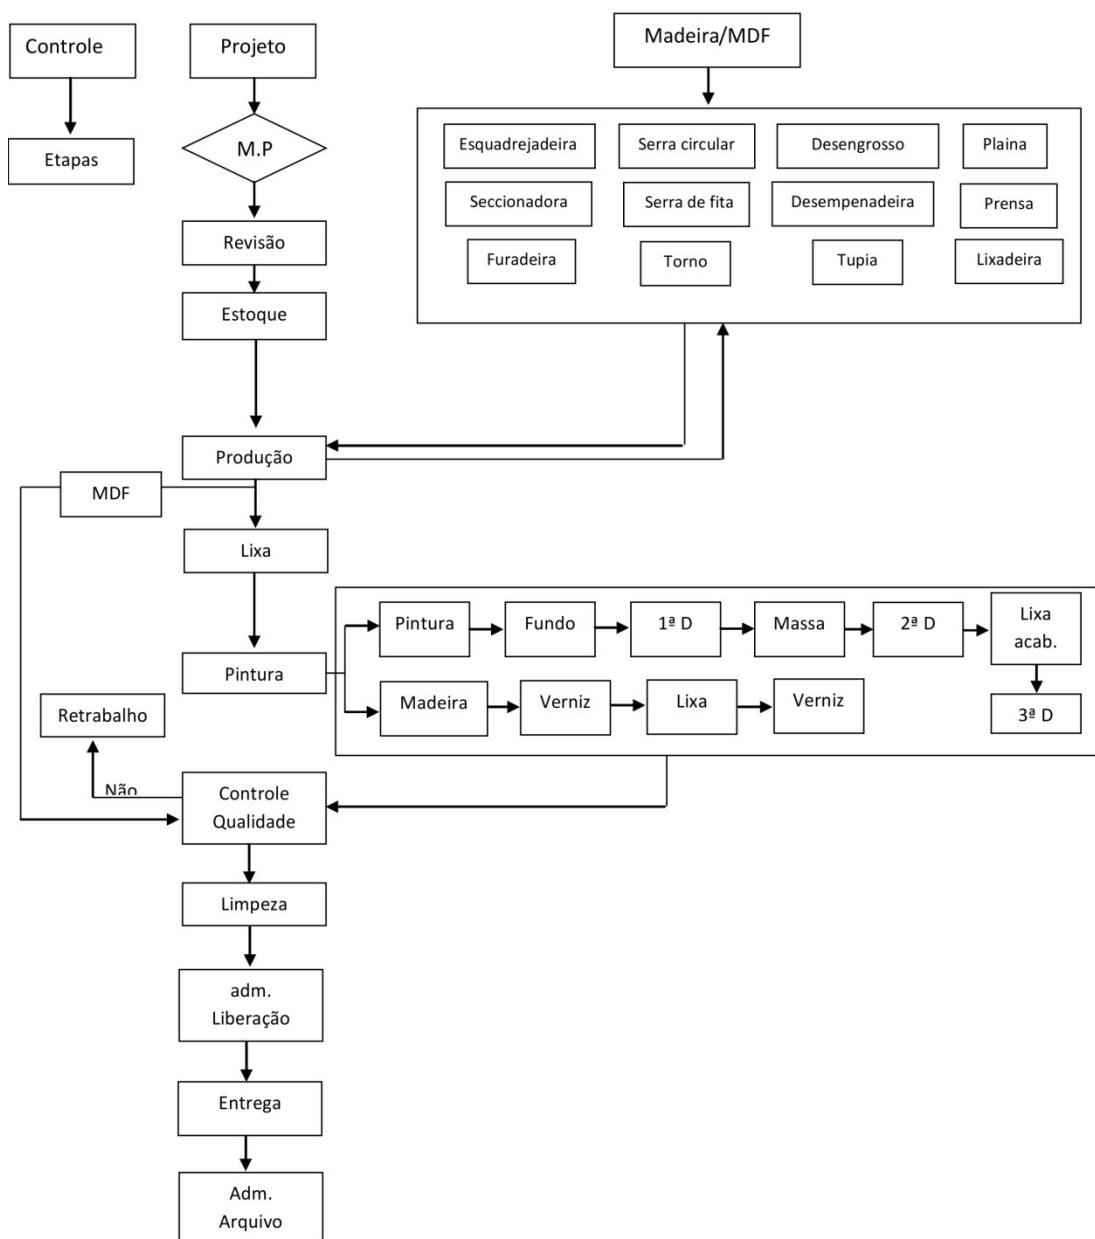 Controle
Projeto
Madeira/MDF
Etapas
M.P
Esquadrejadeira
Serra circular
Desengrosso
Plaina
Seccionadora
Serra de fita
Desempenadeira
Prensa
Furadeira
Torno
Tupia
Lixadeira
Revisão
Estoque
Produção
MDF
Lixa
Pintura
Pintura
Fundo
1ª D
Massa
2ª D
Lixa
acab.
3ª D
Madeira
Verniz
Lixa
Verniz
Retrabalho
Não
Controle
Qualidade
Limpeza
adm.
Liberação
Entrega
Adm.
Arquivo